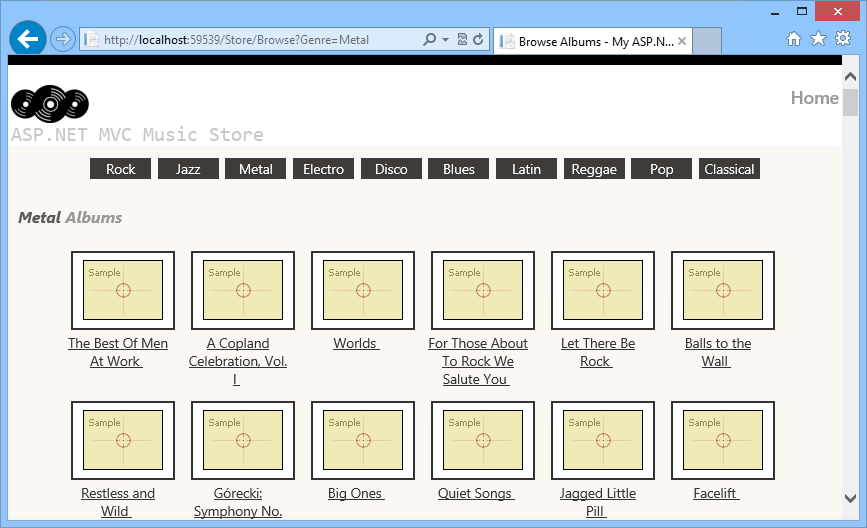 http://localhost:59539/Store/Browse?Genre=Metal
Browse Albums - My ASP.N...
Home
ASP.NET MVC Music Store
Rock Jazz Metal Electro Disco Blues Latin Reggae Pop Classical
Metal Albums
Sample Sample Sample Sample Sample Sample
The Best Of Men A Copland Worlds For Those About Let There Be Balls to the
At Work Celebration, Vol. To Rock We Rock Wall
I Salute You
Sample Sample Sample Sample Sample Sample
Restless and Górecki: Big Ones Quiet Songs Jagged Little Facelift
Wild Symphony No. Pill